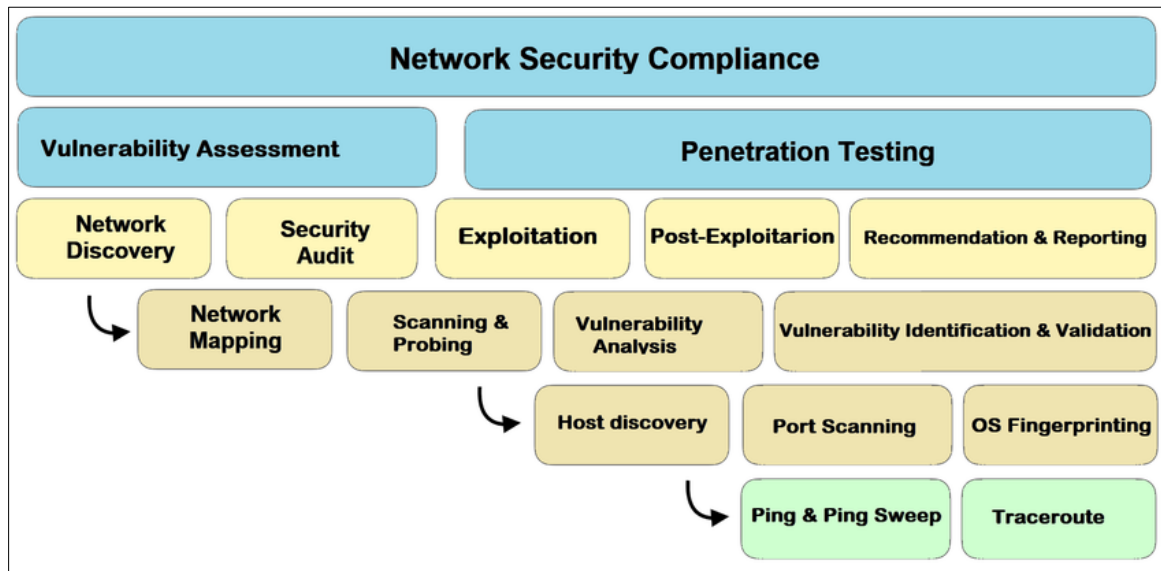 Network Security Compliance
Vulnerability Assessment
Penetration Testing
Network
Discovery
Security
Audit
Exploitation
Post-Exploitarion
Recommendation & Reporting
Network
Mapping
Scanning &
Probing
Vulnerability
Analysis
Vulnerability Identification & Validation
Host discovery
Port Scanning
OS Fingerprinting
Ping & Ping Sweep
Traceroute